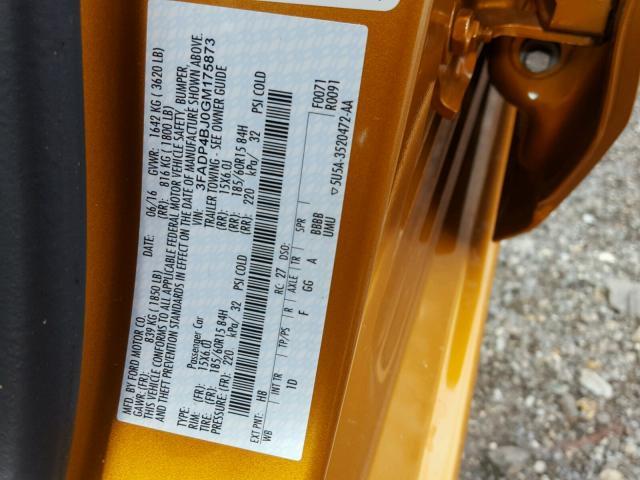 MFD. BY FORD MOTOR CO.
DATE: 06/16 GVWR: 1642 KG ( 3620 LB)
GAWR:(FR): 839 KG (1850 LB) (RR): 816 KG (1800 LB)
THIS VEHICLE CONFORMS TO ALL APPLICABLE FEDERAL MOTOR VEHICLE SAFETY, BUMPER,
AND THEFT PREVENTION STANDARDS IN EFFECT ON THE DATE OF MANUFACTURE SHOWN ABOVE.
VIN: 3FADP4BJ0GM175873
TYPE: Passenger Car TRAILER TOWING - SEE OWNER GUIDE
RIM: (FR): 15X6.0J (RR): 15X6.0J
TIRE: (FR): 185/60R15 84H (RR): 185/60R15 84H
COLD (FR): 220 kPa/ 32 PSI COLD (RR): 220 kPa/ 32 PSI COLD
EXT PNT: HB RC: 27 DSO: F0071
WB INT TR TP/PS R AXLE TR SPR R0091
1D F GG A BBBB
UMU
▽5U5A-3520472-AA